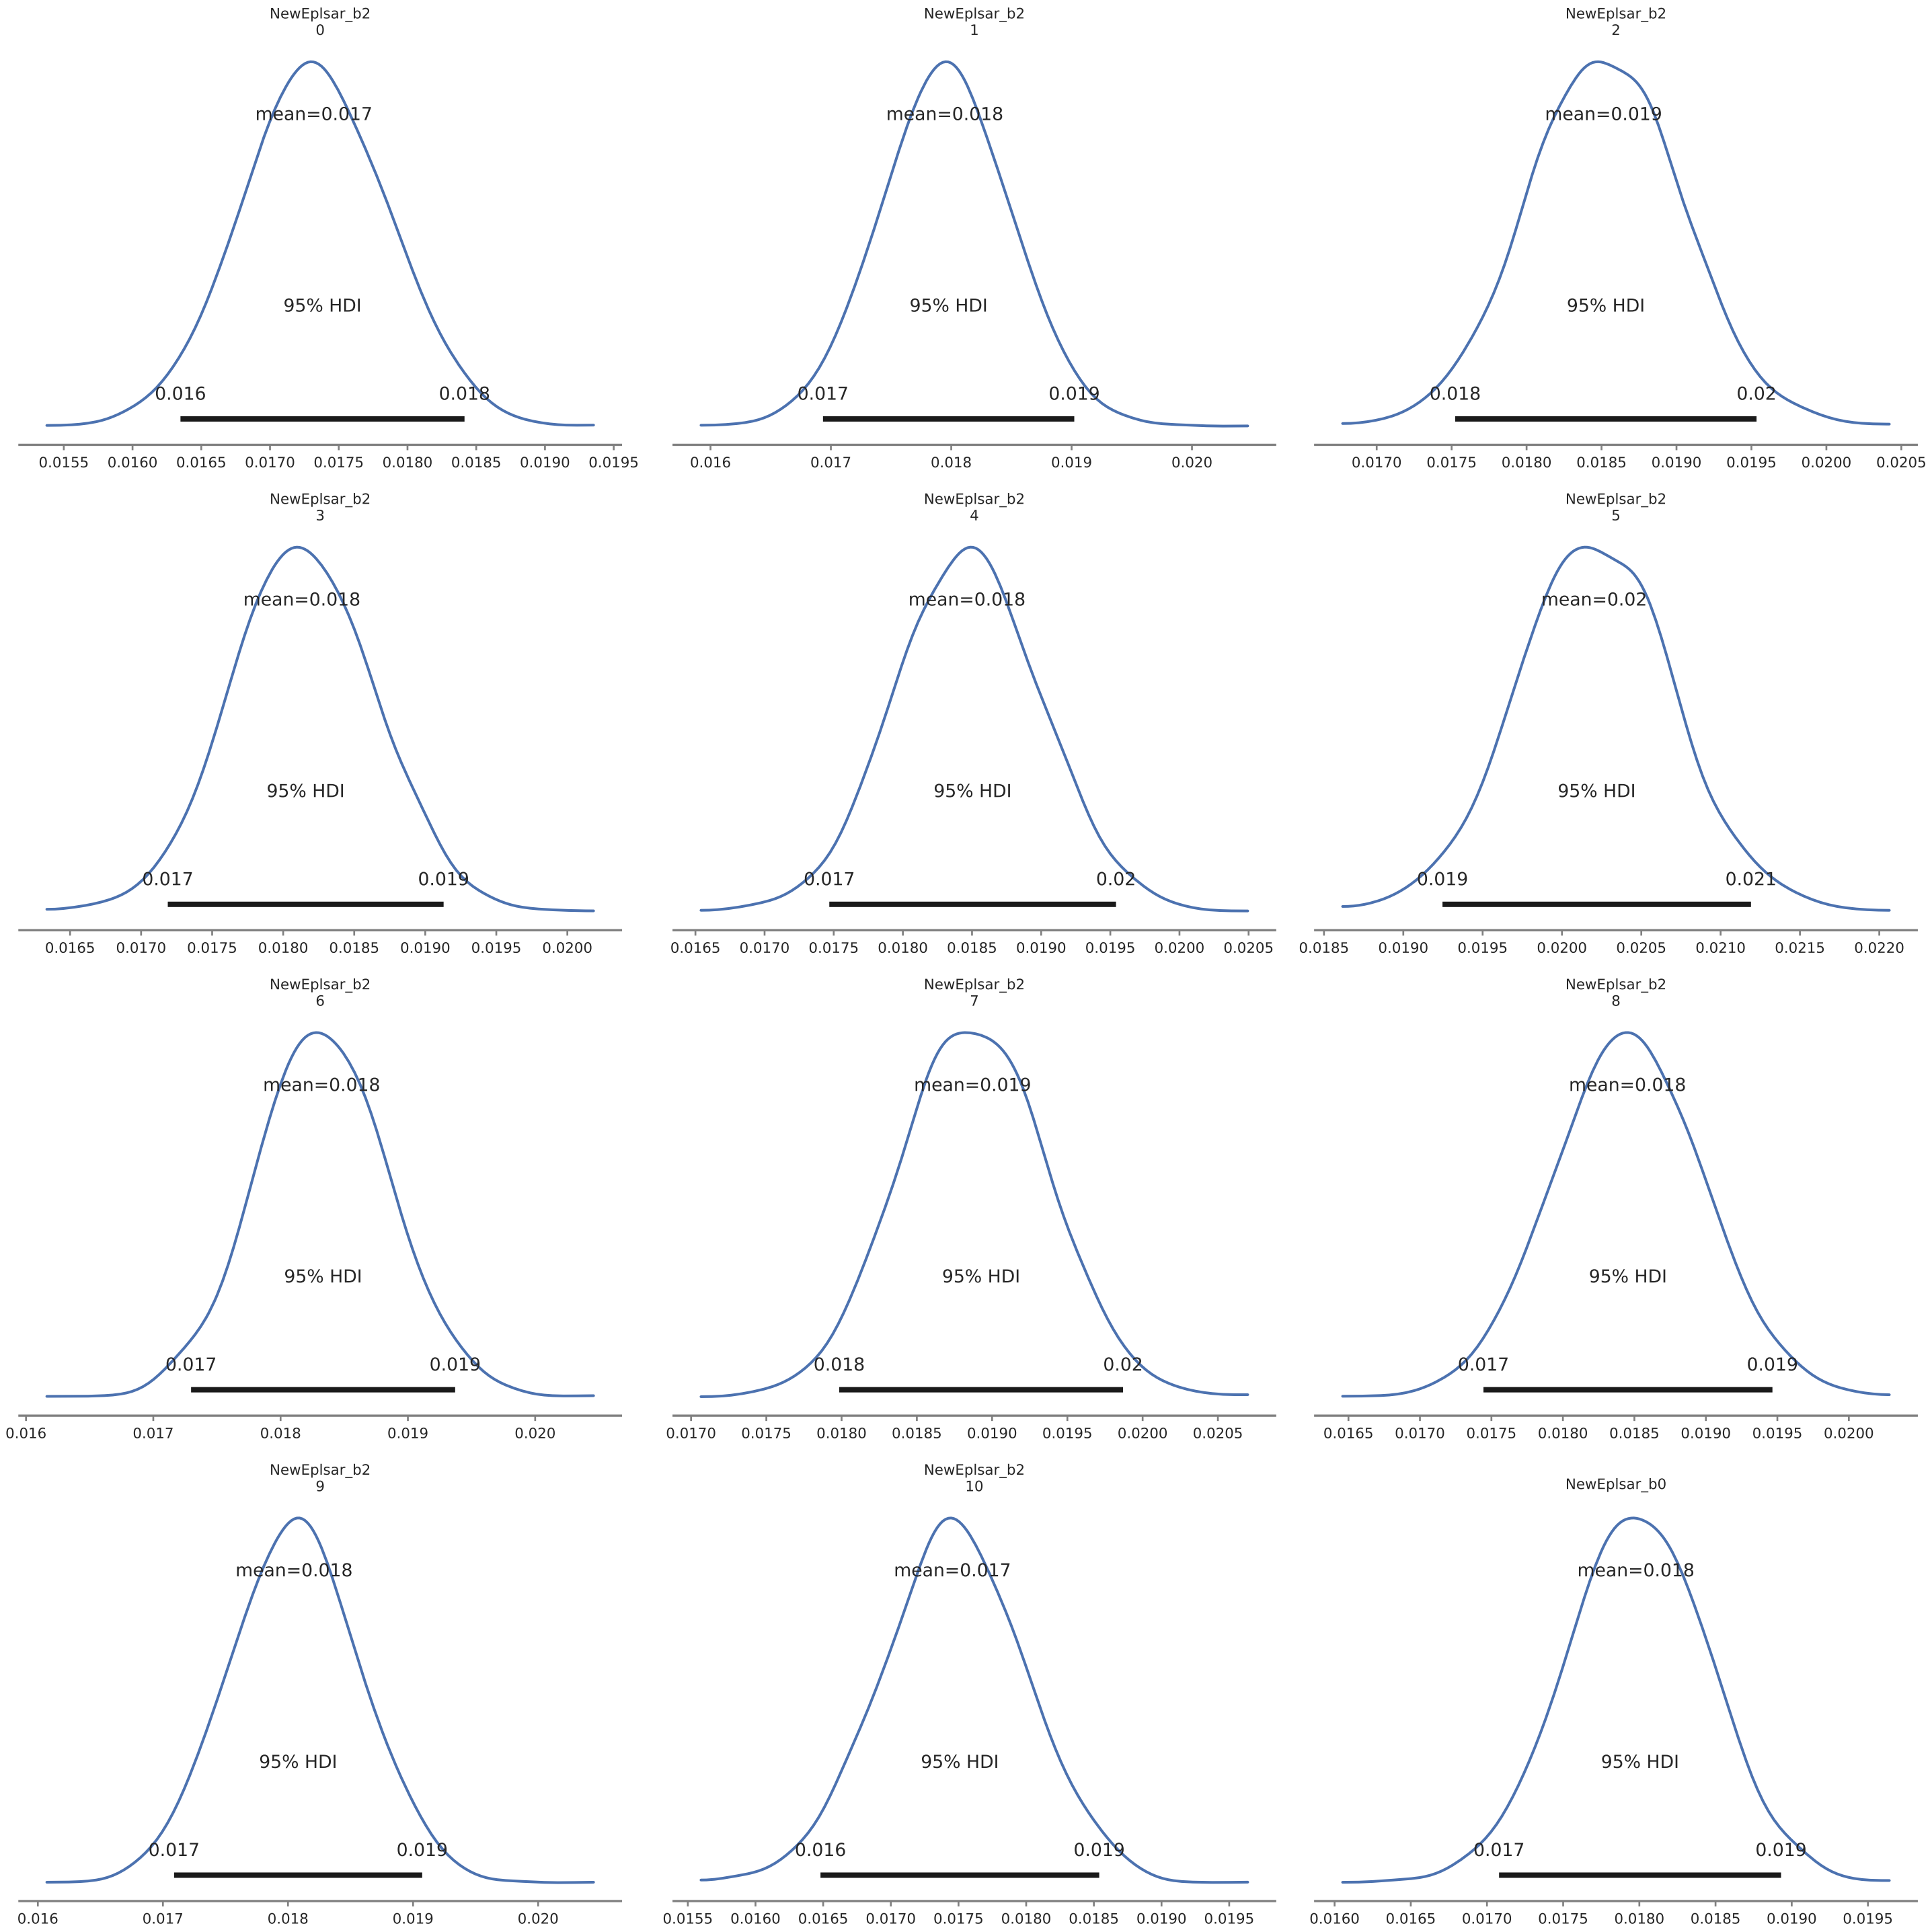 NewEplsar_b2
0
mean=0.017
95% HDI
0.016 0.018
0.0155 0.0160 0.0165 0.0170 0.0175 0.0180 0.0185 0.0190 0.0195
NewEplsar_b2
1
mean=0.018
95% HDI
0.017 0.019
0.016 0.017 0.018 0.019 0.020
NewEplsar_b2
2
mean=0.019
95% HDI
0.018 0.02
0.0170 0.0175 0.0180 0.0185 0.0190 0.0195 0.0200 0.0205
NewEplsar_b2
3
mean=0.018
95% HDI
0.017 0.019
0.0165 0.0170 0.0175 0.0180 0.0185 0.0190 0.0195 0.0200
NewEplsar_b2
4
mean=0.018
95% HDI
0.017 0.02
0.0165 0.0170 0.0175 0.0180 0.0185 0.0190 0.0195 0.0200 0.0205
NewEplsar_b2
5
mean=0.02
95% HDI
0.019 0.021
0.0185 0.0190 0.0195 0.0200 0.0205 0.0210 0.0215 0.0220
NewEplsar_b2
6
mean=0.018
95% HDI
0.017 0.019
0.016 0.017 0.018 0.019 0.020
NewEplsar_b2
7
mean=0.019
95% HDI
0.018 0.02
0.0170 0.0175 0.0180 0.0185 0.0190 0.0195 0.0200 0.0205
NewEplsar_b2
8
mean=0.018
95% HDI
0.017 0.019
0.0165 0.0170 0.0175 0.0180 0.0185 0.0190 0.0195 0.0200
NewEplsar_b2
9
mean=0.018
95% HDI
0.017 0.019
0.016 0.017 0.018 0.019 0.020
NewEplsar_b2
10
mean=0.017
95% HDI
0.016 0.019
0.0155 0.0160 0.0165 0.0170 0.0175 0.0180 0.0185 0.0190 0.0195
NewEplsar_b0
mean=0.018
95% HDI
0.017 0.019
0.0160 0.0165 0.0170 0.0175 0.0180 0.0185 0.0190 0.0195